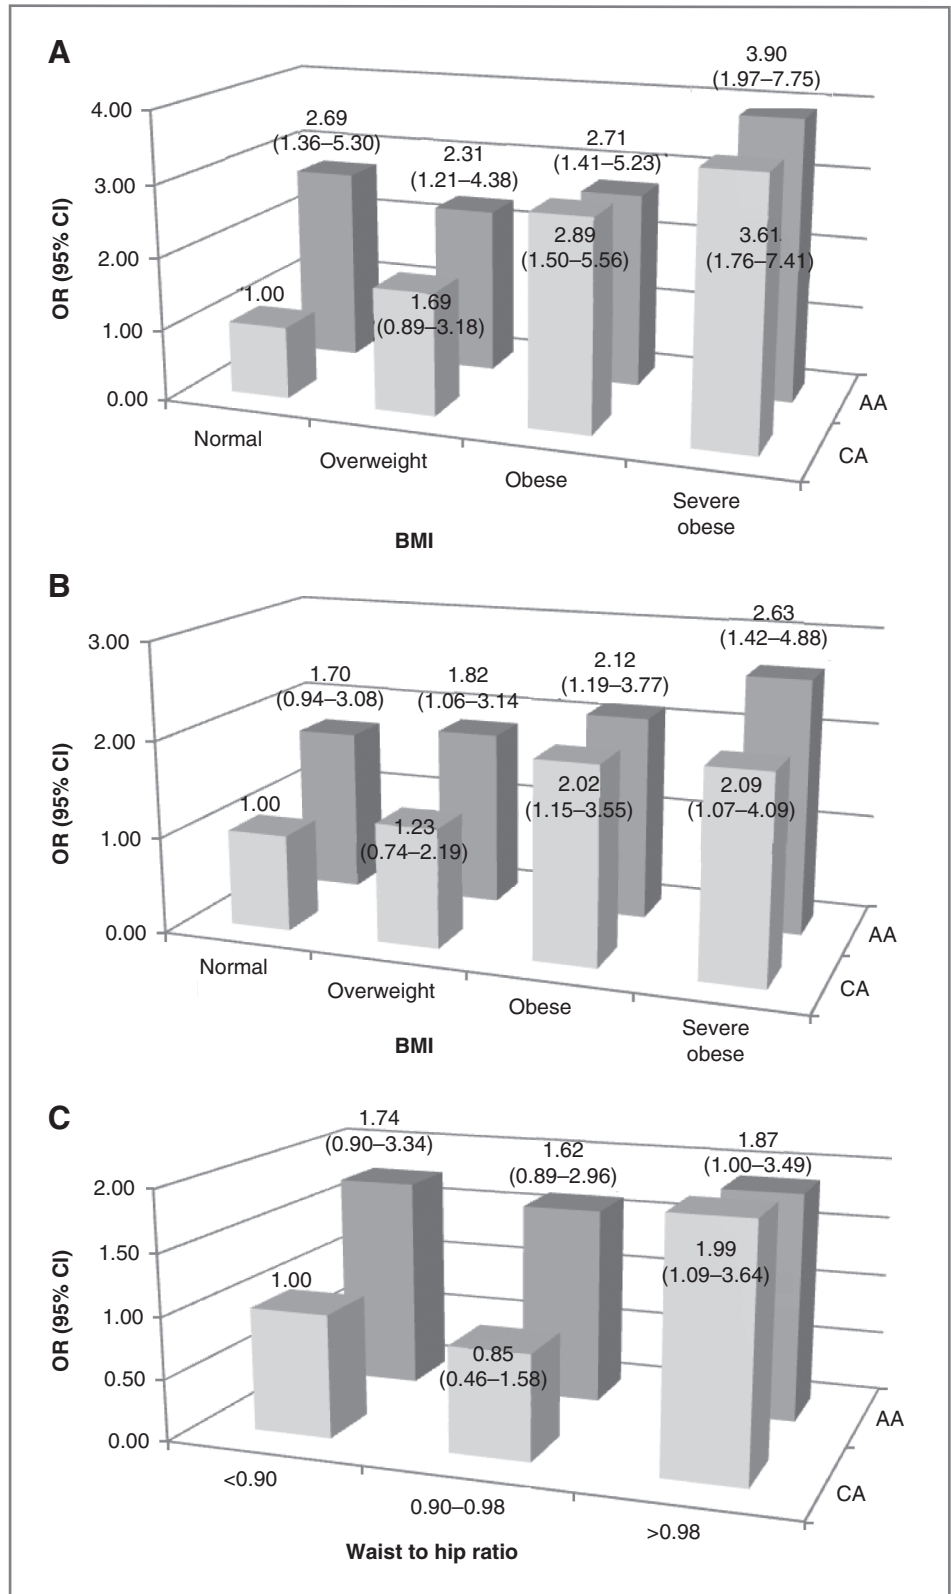 A
3.90
(1.97–7.75)
4.00
2.69
(1.36–5.30)
2.71
(1.41–5.23)
2.31
(1.21–4.38)
3.00
OR (95% CI)
2.89
(1.50–5.56)
3.61
(1.76–7.41)
2.00
1.00
1.69
(0.89–3.18)
1.00
0.00
AA
CA
Normal
Overweight
Obese
Severe
obese
BMI
B
2.63
(1.42–4.88)
3.00
2.12
(1.19–3.77)
1.70
(0.94–3.08)
1.82
(1.06–3.14
2.00
OR (95% CI)
2.02
(1.15–3.55)
2.09
(1.07–4.09)
1.00
1.23
(0.74–2.19)
1.00
0.00
AA
CA
Normal
Overweight
Obese
Severe
obese
BMI
C
1.74
(0.90–3.34)
1.62
(0.89–2.96)
1.87
(1.00–3.49)
2.00
1.50
OR (95% CI)
1.99
(1.09–3.64)
1.00
1.00
0.85
(0.46–1.58)
0.50
0.00
AA
CA
<0.90
0.90–0.98
>0.98
Waist to hip ratio